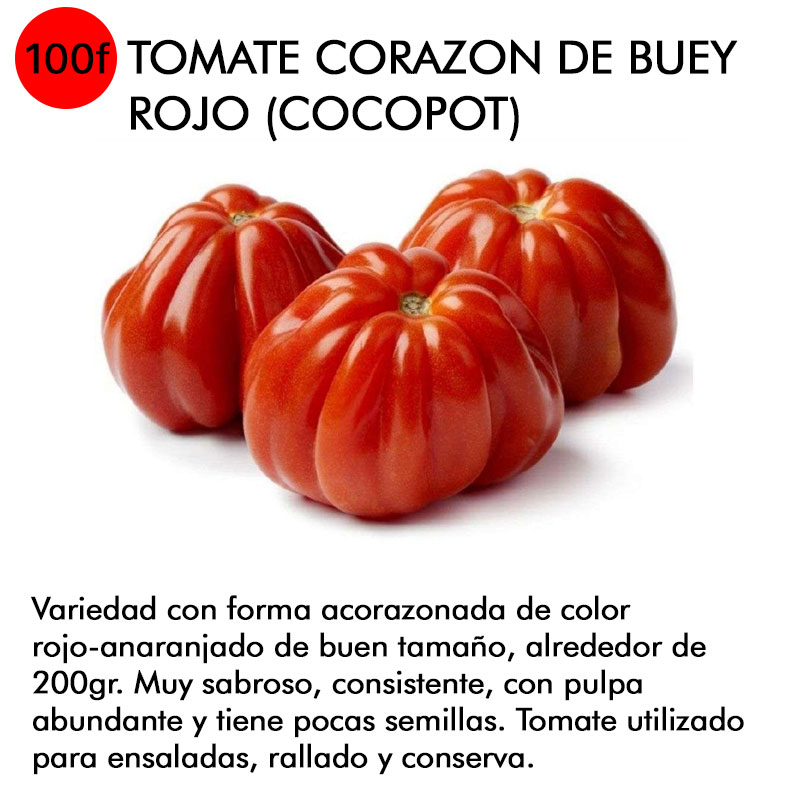 100f
TOMATE CORAZON DE BUEY
ROJO (COCOPOT)
Variedad con forma acorazonada de color
rojo-anaranjado de buen tamaño, alrededor de
200gr. Muy sabroso, consistente, con pulpa
abundante y tiene pocas semillas. Tomate utilizado
para ensaladas, rallado y conserva.